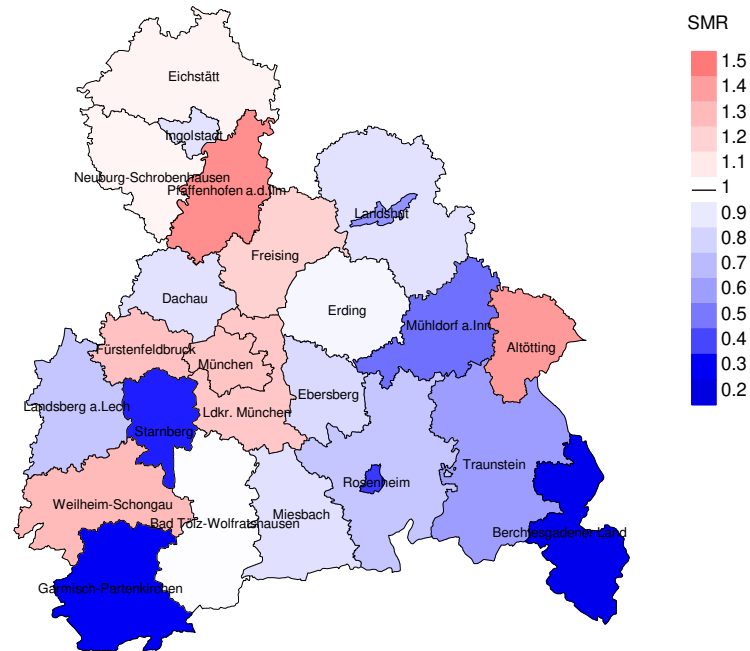 SMR
1.5
1.4
1.3
1.2
1.1
1
0.9
0.8
0.7
0.6
0.5
0.4
0.3
0.2
Eichstätt
Ingolstadt
Neuburg-Schrobenhausen
Pfaffenhofen a.d.Ilm
Landshut
Freising
Dachau
Erding
Mühldorf a.Inn
Altötting
Fürstenfeldbruck
München
Ebersberg
Landsberg a.Lech
Ldkr. München
Starnberg
Traunstein
Rosenheim
Weilheim-Schongau
Miesbach
Bad Tölz-Wolfratshausen
Berchtesgadener Land
Garmisch-Partenkirchen